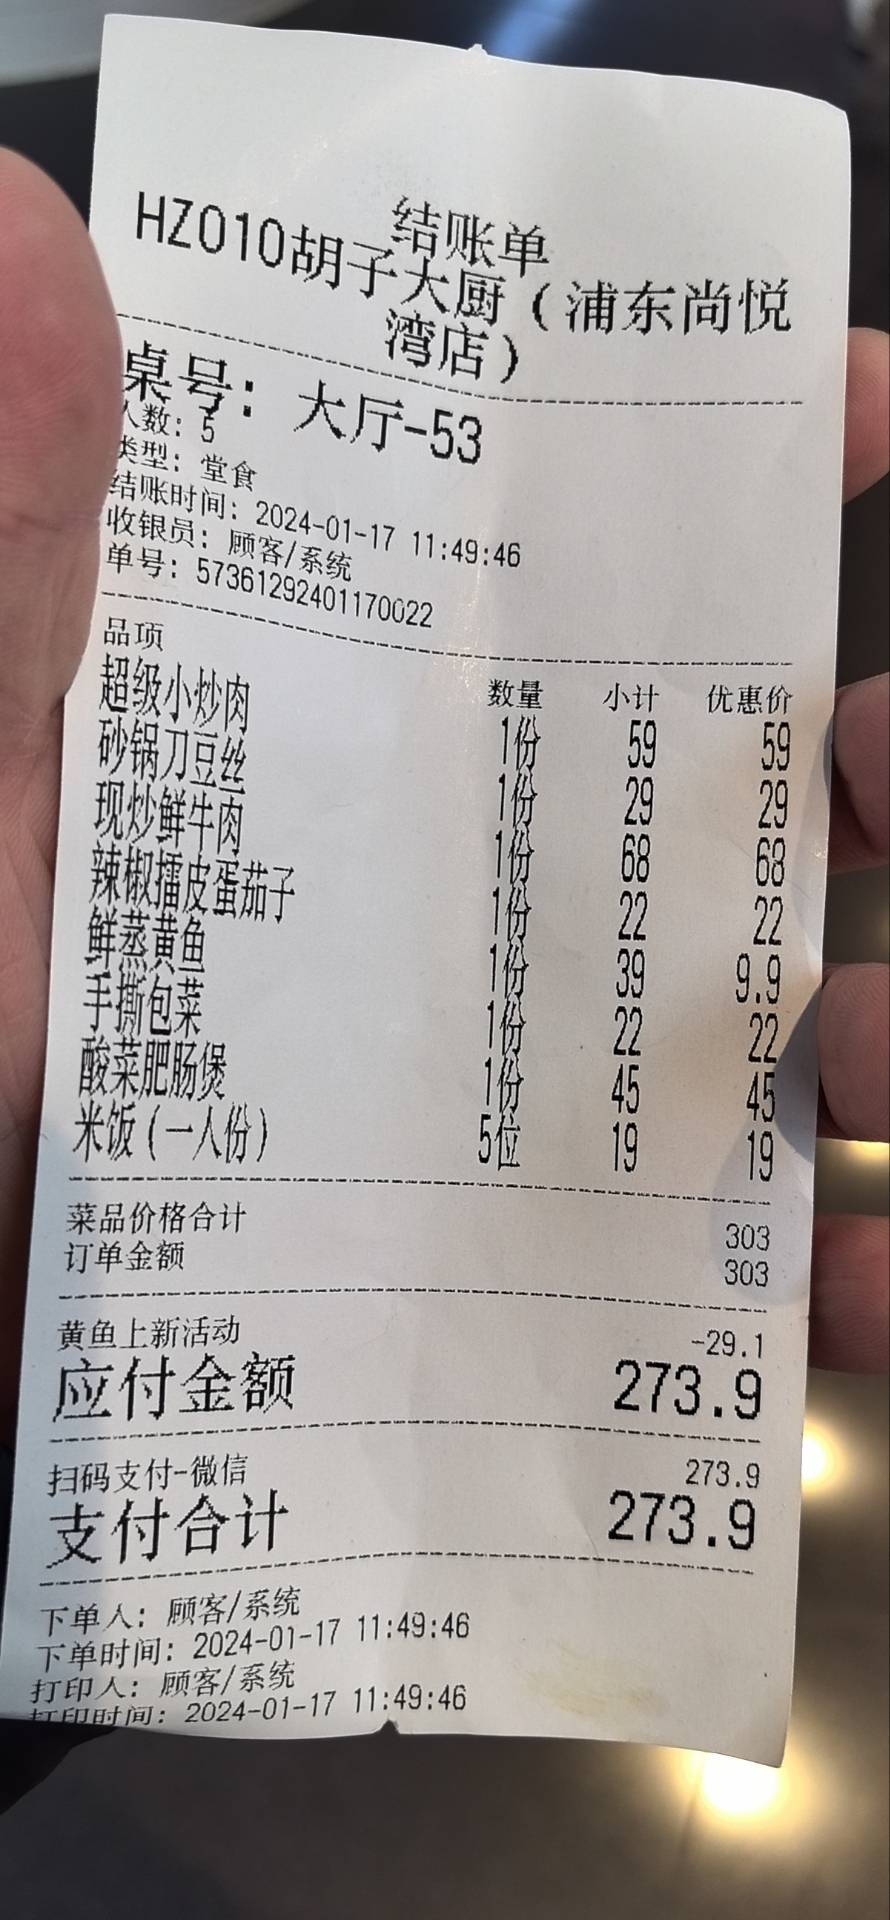 结账单
HZ010胡子大厨（浦东尚悦
湾店）
桌号：大厅-53
人数：5
类型：堂食
结账时间：2024-01-17 11:49:46
收银员：顾客/系统
单号：57361292401170022
品项 数量 小计 优惠价
超级小炒肉 1份 59 59
砂锅刀豆丝 1份 29 29
现炒鲜牛肉 1份 68 68
辣椒擂皮蛋茄子 1份 22 22
鲜蒸黄鱼 1份 39 9.9
手撕包菜 1份 22 22
酸菜肥肠煲 1份 45 45
米饭（一人份） 5位 19 19
菜品价格合计 303
订单金额 303
黄鱼上新活动 -29.1
应付金额 273.9
扫码支付-微信 273.9
支付合计 273.9
下单人：顾客/系统
下单时间：2024-01-17 11:49:46
打印人：顾客/系统
打印时间：2024-01-17 11:49:46